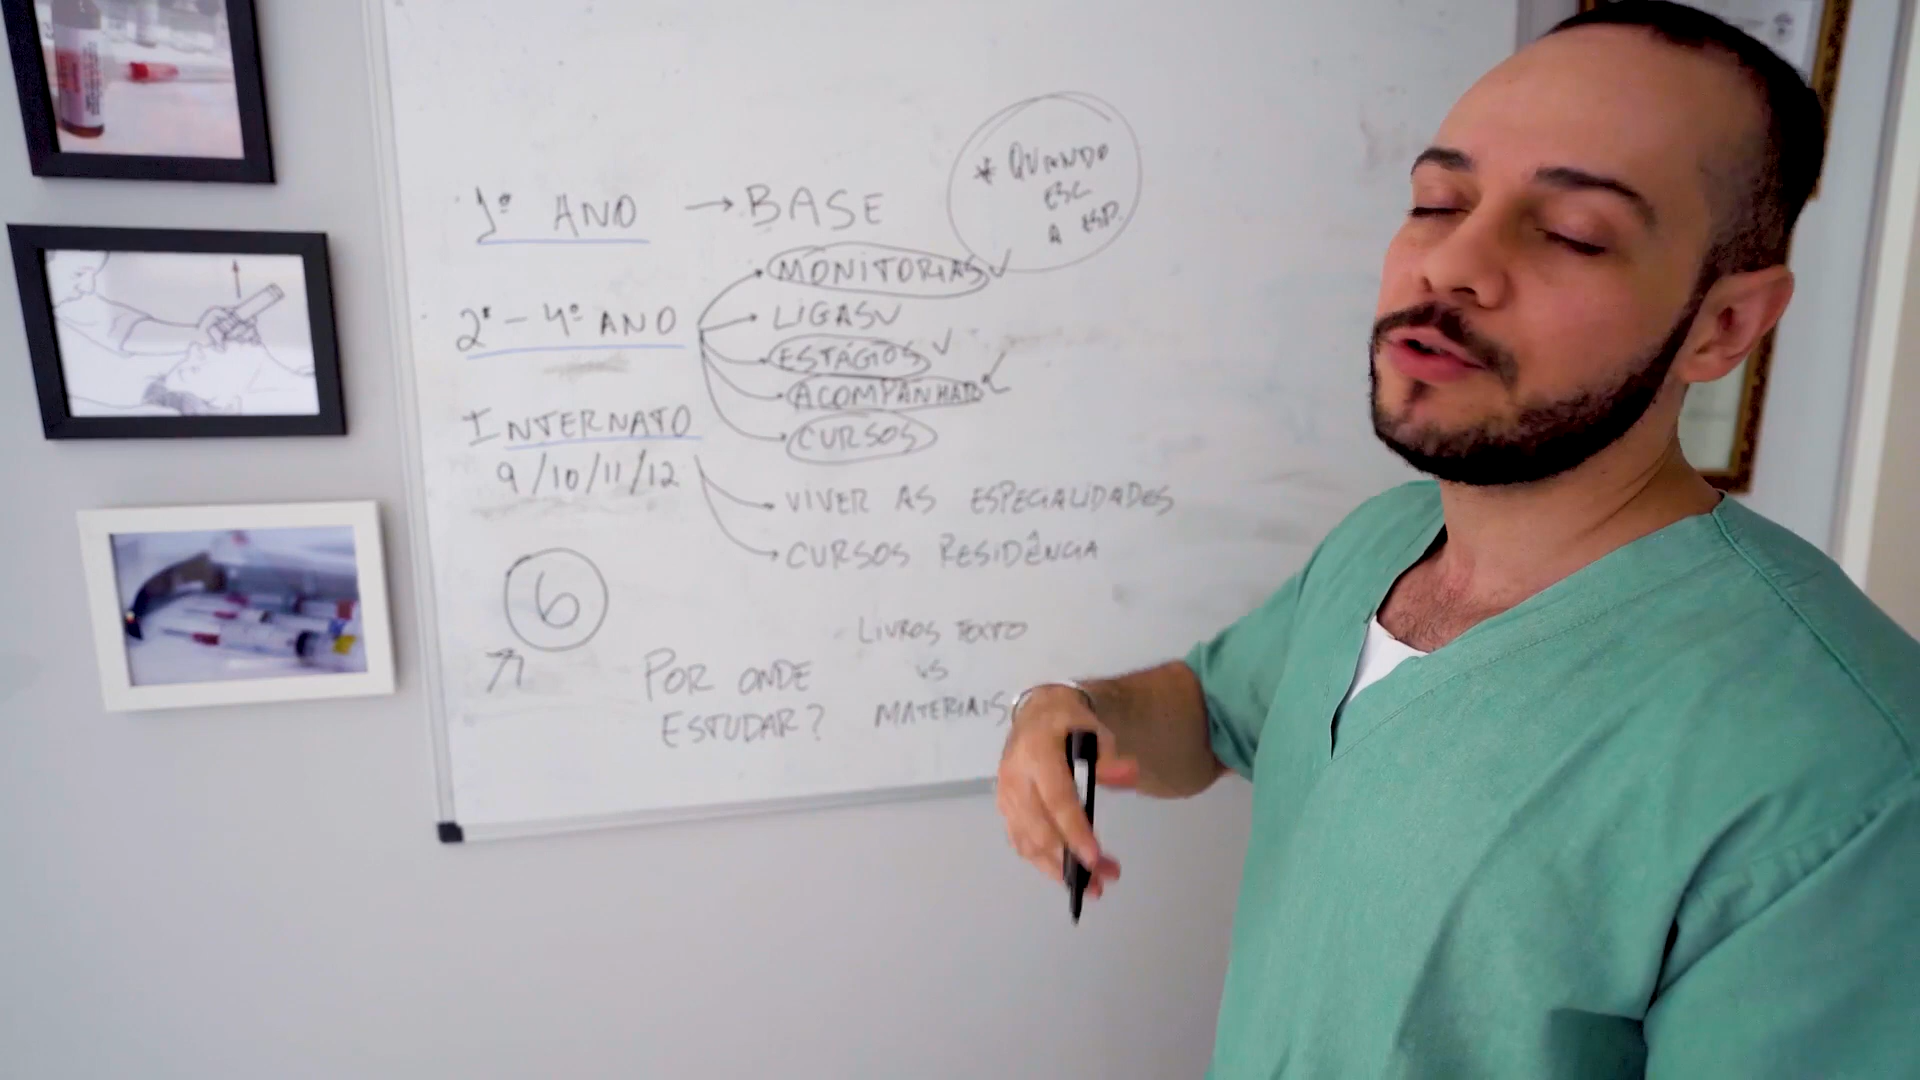 1º ANO → BASE
* QUANDO
ESC
A ESP.
2º - 4º ANO
MONITORIAS ✓
LIGAS ✓
ESTÁGIOS ✓
ACOMPANHADO
CURSOS
INTERNATO
9/10/11/12
VIVER AS ESPECIALIDADES
CURSOS RESIDÊNCIA
6
POR ONDE
ESTUDAR?
LIVROS TEXTO
VS
MATERIAIS